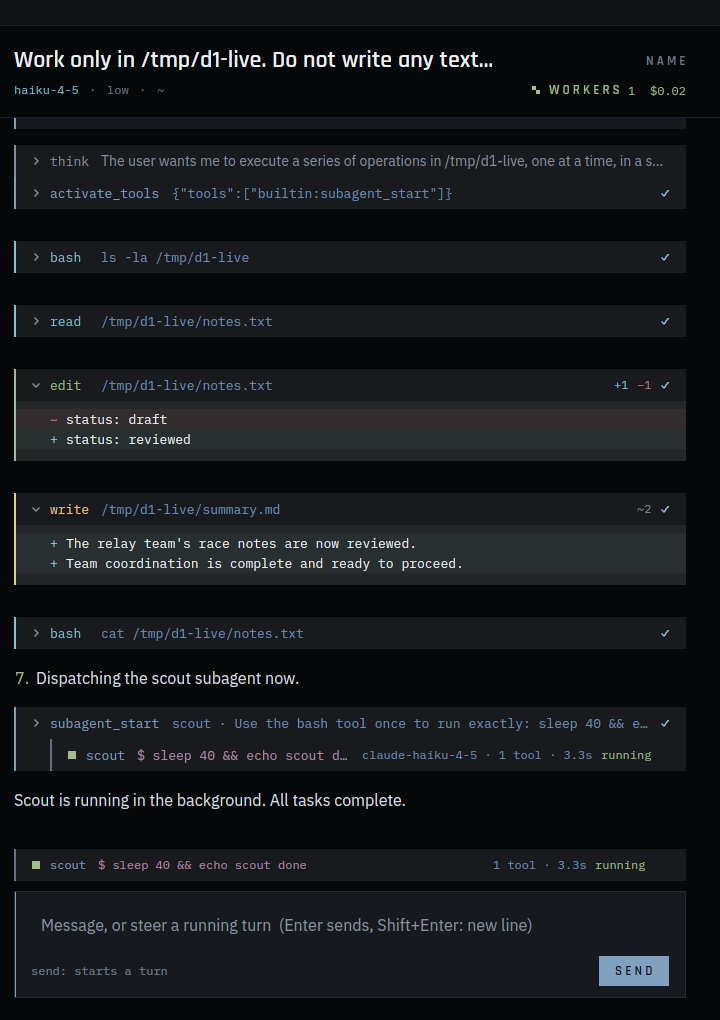 Work only in /tmp/d1-live. Do not write any text…
NAME
haiku-4-5 · low · ~
WORKERS 1 $0.02
think The user wants me to execute a series of operations in /tmp/d1-live, one at a time, in a s…
activate_tools {"tools":["builtin:subagent_start"]}
bash ls -la /tmp/d1-live
read /tmp/d1-live/notes.txt
edit /tmp/d1-live/notes.txt +1 −1
− status: draft
+ status: reviewed
write /tmp/d1-live/summary.md ~2
+ The relay team's race notes are now reviewed.
+ Team coordination is complete and ready to proceed.
bash cat /tmp/d1-live/notes.txt
7. Dispatching the scout subagent now.
subagent_start scout · Use the bash tool once to run exactly: sleep 40 && e…
scout $ sleep 40 && echo scout d… claude-haiku-4-5 · 1 tool · 3.3s running
Scout is running in the background. All tasks complete.
scout $ sleep 40 && echo scout done 1 tool · 3.3s running
Message, or steer a running turn (Enter sends, Shift+Enter: new line)
send: starts a turn
SEND